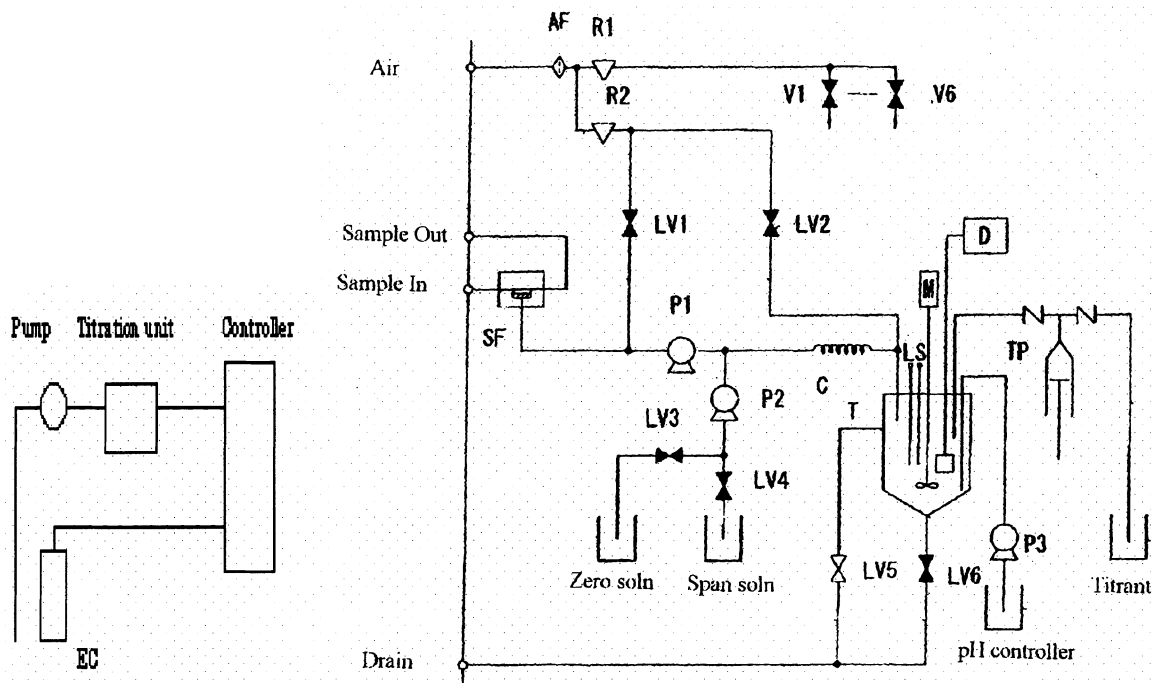 AF R1
Air
R2
V1 V6
LV1 LV2
Sample Out
D
Sample In
M
P1
Pump Titration unit Controller
SF
LS
TP
C
P2
LV3
T
LV4
P3
Zero soln Span soln LV5 LV6 Titrant
EC
Drain pH controller